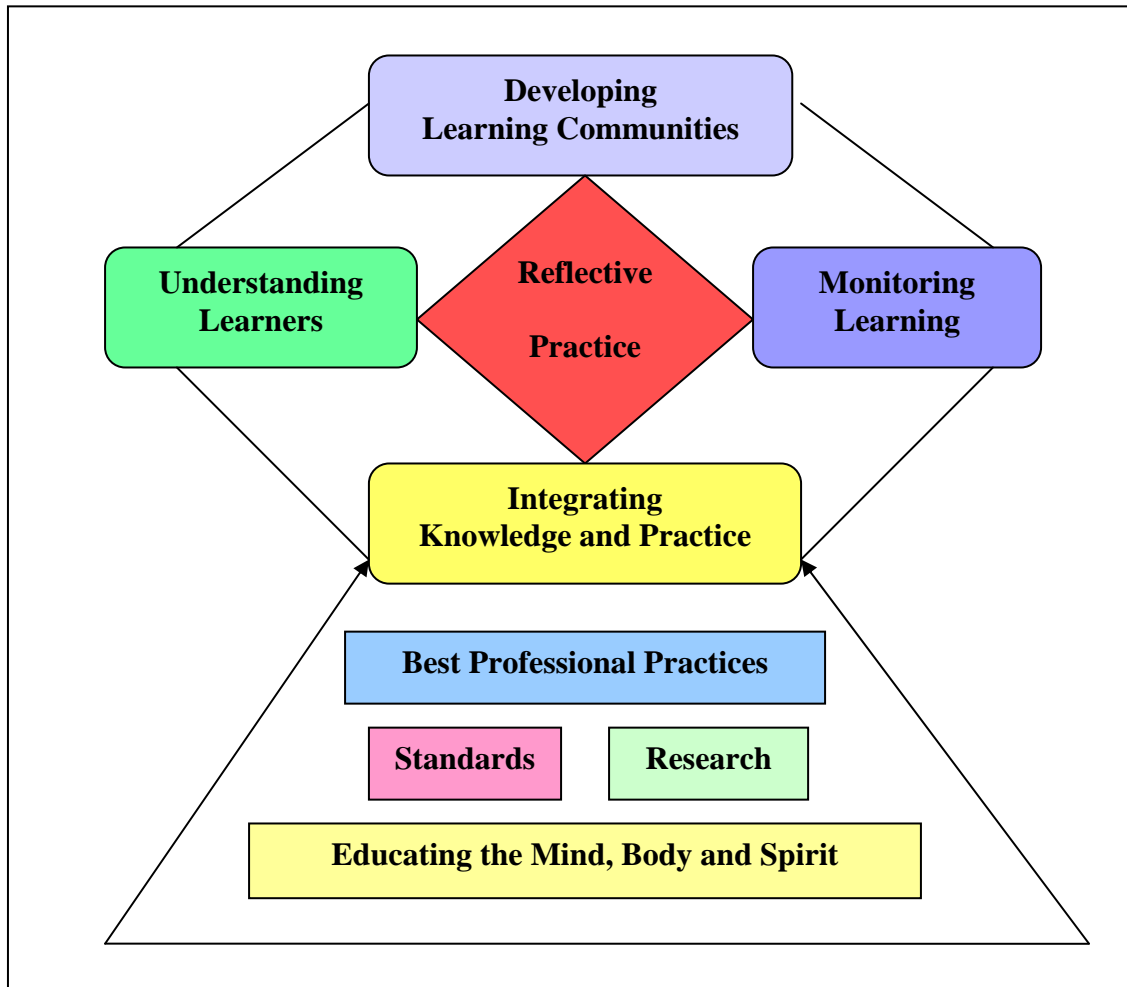 Developing
Learning Communities
Understanding
Learners
Reflective
Practice
Monitoring
Learning
Integrating
Knowledge and Practice
Best Professional Practices
Standards
Research
Educating the Mind, Body and Spirit